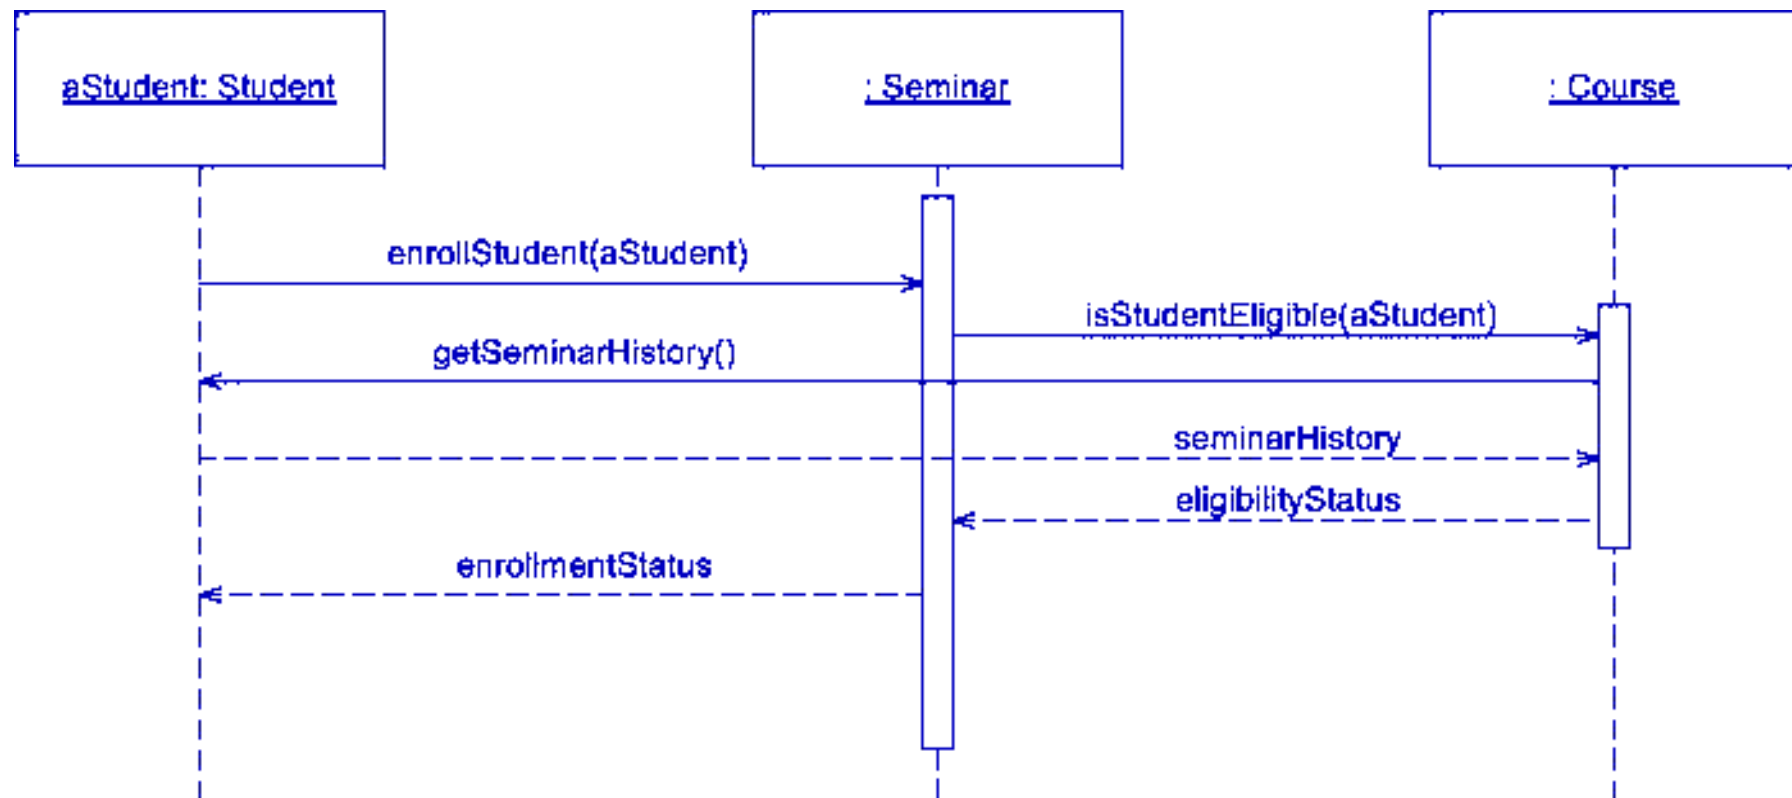 aStudent: Student
: Seminar
: Course
enrollStudent(aStudent)
isStudentEligible(aStudent)
getSeminarHistory()
seminarHistory
eligibilityStatus
enrollmentStatus